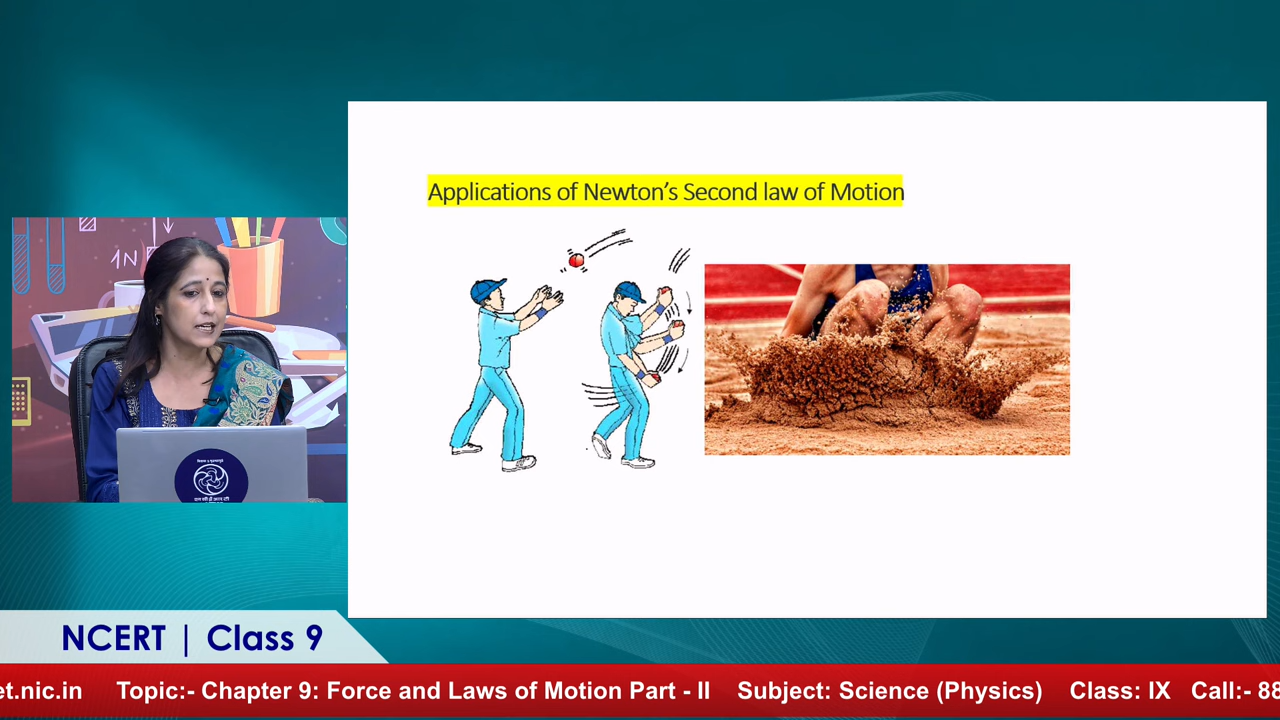 Applications of Newton's Second law of Motion
1N
NCERT | Class 9
et.nic.in Topic:- Chapter 9: Force and Laws of Motion Part - II Subject: Science (Physics) Class: IX Call:- 88